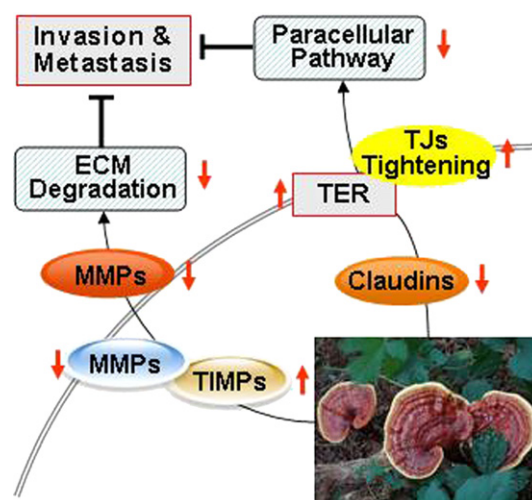 Invasion &
Metastasis
Paracellular
Pathway
TJs
Tightening
ECM
Degradation
TER
MMPs
Claudins
MMPs
TIMPs